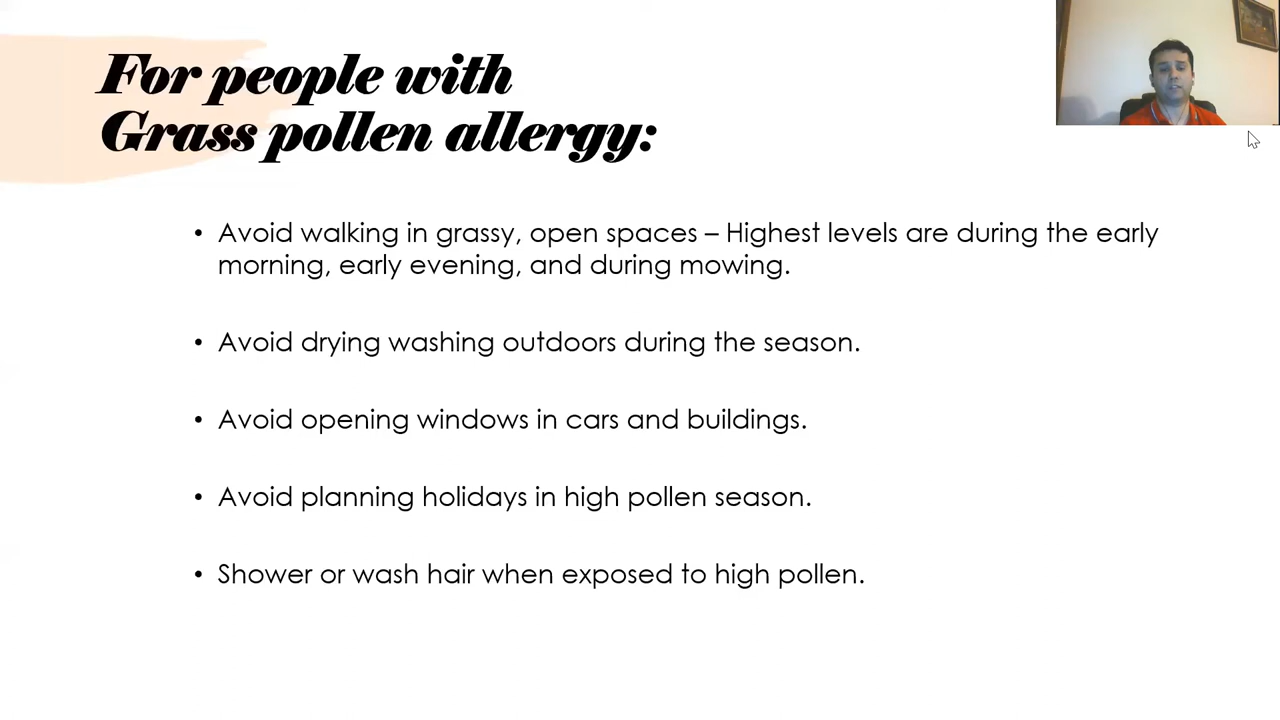 For people with
Grass pollen allergy:
• Avoid walking in grassy, open spaces – Highest levels are during the early
morning, early evening, and during mowing.
• Avoid drying washing outdoors during the season.
• Avoid opening windows in cars and buildings.
• Avoid planning holidays in high pollen season.
• Shower or wash hair when exposed to high pollen.